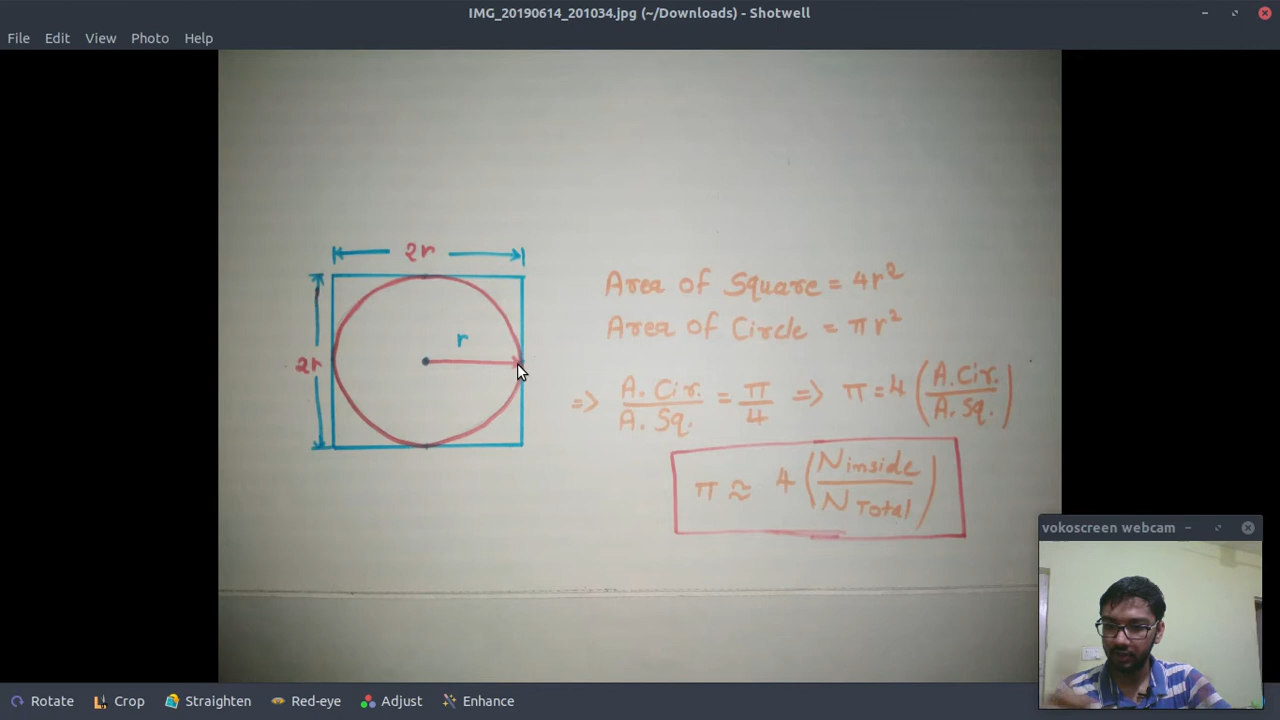 IMG_20190614_201034.jpg (~/Downloads) - Shotwell
File Edit View Photo Help
2r
2r
r
Area of Square = 4r²
Area of Circle = πr²
=> A. Cir. / A. Sq. = π / 4 => π = 4 (A. Cir. / A. Sq.)
π ≈ 4 (N inside / N Total)
vokoscreen webcam
Rotate Crop Straighten Red-eye Adjust Enhance